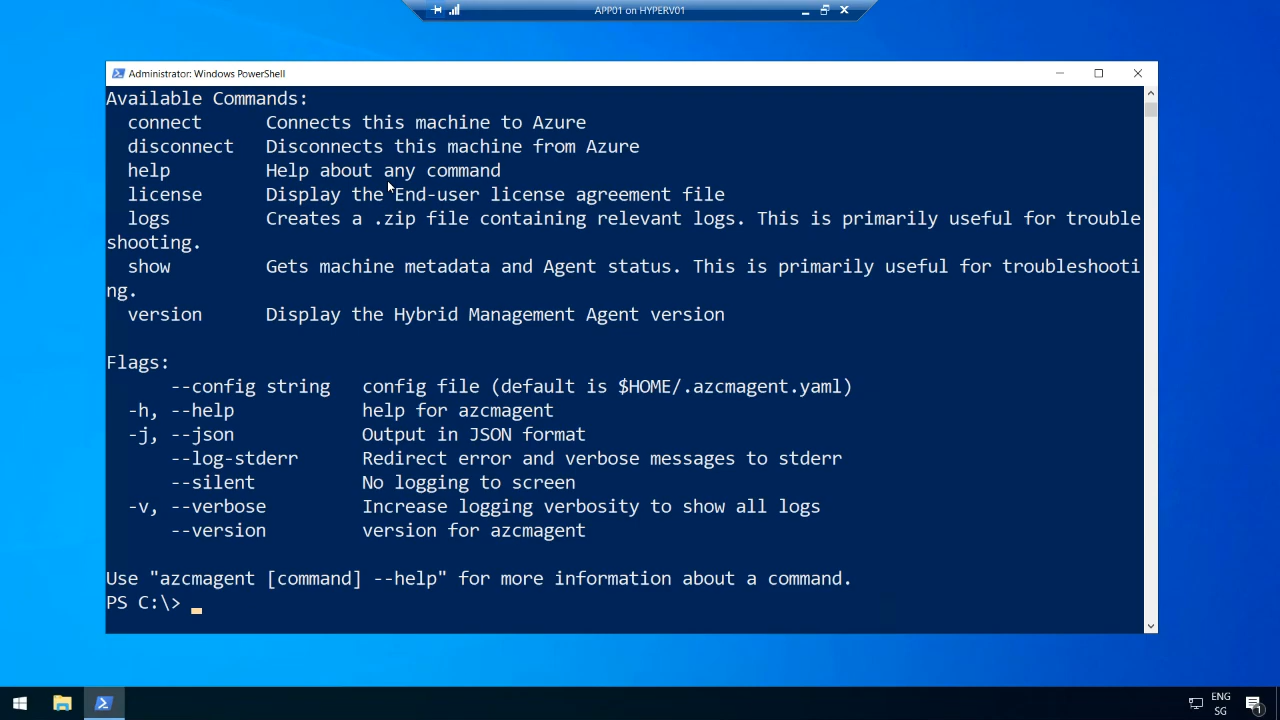 APP01 on HYPERV01
Administrator: Windows PowerShell
Available Commands:
  connect      Connects this machine to Azure
  disconnect   Disconnects this machine from Azure
  help         Help about any command
  license      Display the End-user license agreement file
  logs         Creates a .zip file containing relevant logs. This is primarily useful for trouble
shooting.
  show         Gets machine metadata and Agent status. This is primarily useful for troubleshooti
ng.
  version      Display the Hybrid Management Agent version
Flags:
      --config string   config file (default is $HOME/.azcmagent.yaml)
  -h, --help            help for azcmagent
  -j, --json            Output in JSON format
      --log-stderr      Redirect error and verbose messages to stderr
      --silent          No logging to screen
  -v, --verbose         Increase logging verbosity to show all logs
      --version         version for azcmagent
Use "azcmagent [command] --help" for more information about a command.
PS C:\>
ENG
SG
1